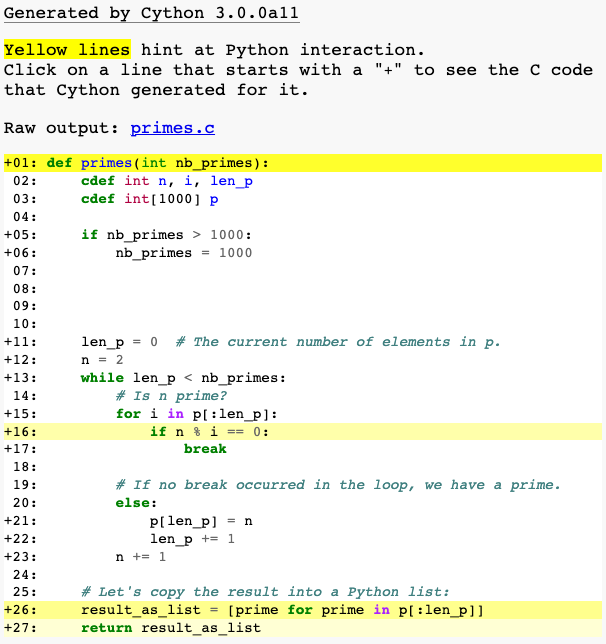 Generated by Cython 3.0.0a11
Yellow lines hint at Python interaction.
Click on a line that starts with a "+" to see the C code
that Cython generated for it.
Raw output: primes.c
+01: def primes(int nb_primes):
 02:     cdef int n, i, len_p
 03:     cdef int[1000] p
 04:
+05:     if nb_primes > 1000:
+06:         nb_primes = 1000
 07:
 08:
 09:
 10:
+11:     len_p = 0  # The current number of elements in p.
+12:     n = 2
+13:     while len_p < nb_primes:
 14:         # Is n prime?
+15:         for i in p[:len_p]:
+16:             if n % i == 0:
+17:                 break
 18:
 19:         # If no break occurred in the loop, we have a prime.
 20:         else:
+21:             p[len_p] = n
+22:             len_p += 1
+23:         n += 1
 24:
 25:     # Let's copy the result into a Python list:
+26:     result_as_list = [prime for prime in p[:len_p]]
+27:     return result_as_list